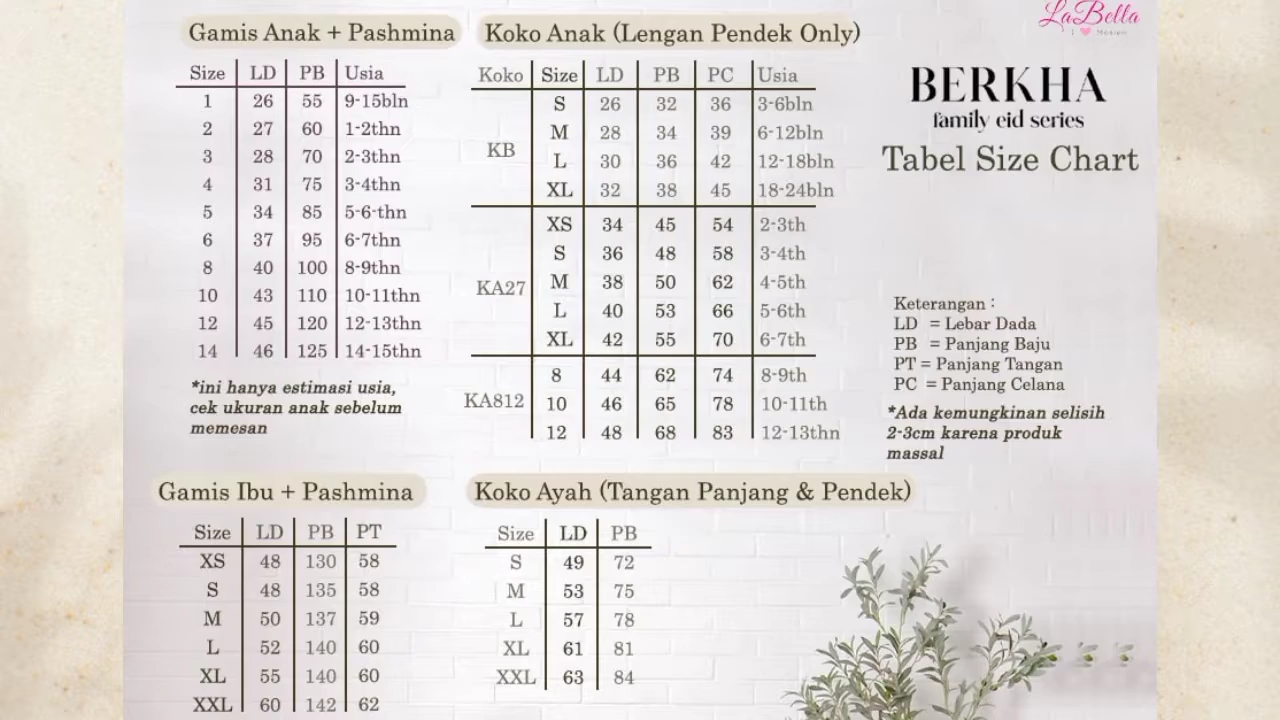 LaBella
BERKHA
family eid series
Tabel Size Chart
Gamis Anak + Pashmina
Size LD PB Usia
1 26 55 9-15bln
2 27 60 1-2thn
3 28 70 2-3thn
4 31 75 3-4thn
5 34 85 5-6-thn
6 37 95 6-7thn
8 40 100 8-9thn
10 43 110 10-11thn
12 45 120 12-13thn
14 46 125 14-15thn
*ini hanya estimasi usia,
cek ukuran anak sebelum
memesan
Koko Anak (Lengan Pendek Only)
Koko Size LD PB PC Usia
KB
S 26 32 36 3-6bln
M 28 34 39 6-12bln
L 30 36 42 12-18bln
XL 32 38 45 18-24bln
KA27
XS 34 45 54 2-3th
S 36 48 58 3-4th
M 38 50 62 4-5th
L 40 53 66 5-6th
XL 42 55 70 6-7th
KA812
8 44 62 74 8-9th
10 46 65 78 10-11th
12 48 68 83 12-13thn
Keterangan :
LD = Lebar Dada
PB = Panjang Baju
PT = Panjang Tangan
PC = Panjang Celana
*Ada kemungkinan selisih
2-3cm karena produk
massal
Gamis Ibu + Pashmina
Size LD PB PT
XS 48 130 58
S 48 135 58
M 50 137 59
L 52 140 60
XL 55 140 60
XXL 60 142 62
Koko Ayah (Tangan Panjang & Pendek)
Size LD PB
S 49 72
M 53 75
L 57 78
XL 61 81
XXL 63 84